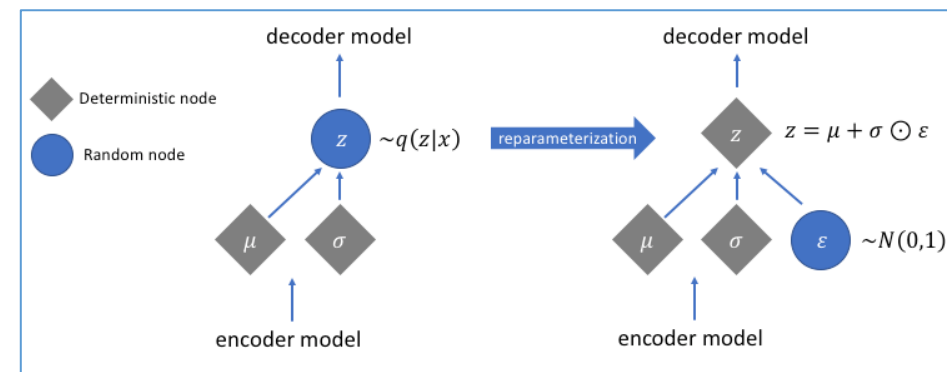 decoder model
decoder model
Deterministic node
Random node
z
~q(z|x)
reparameterization
z
z = μ + σ ⊙ ε
μ
σ
μ
σ
ε
~N(0,1)
encoder model
encoder model